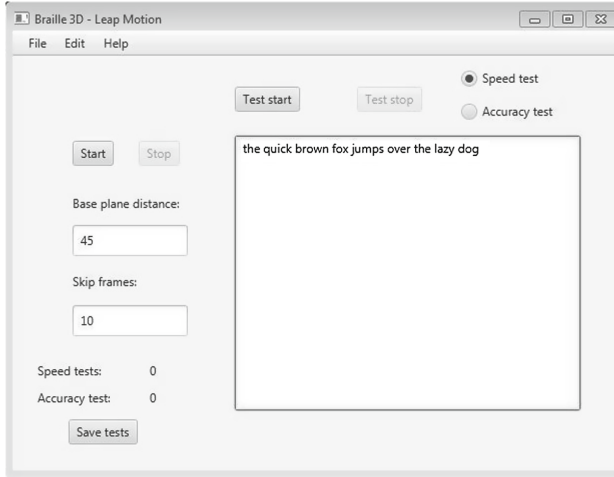 Braille 3D - Leap Motion
File Edit Help
Speed test
Test start Test stop
Accuracy test
Start Stop
the quick brown fox jumps over the lazy dog
Base plane distance:
45
Skip frames:
10
Speed tests: 0
Accuracy test: 0
Save tests